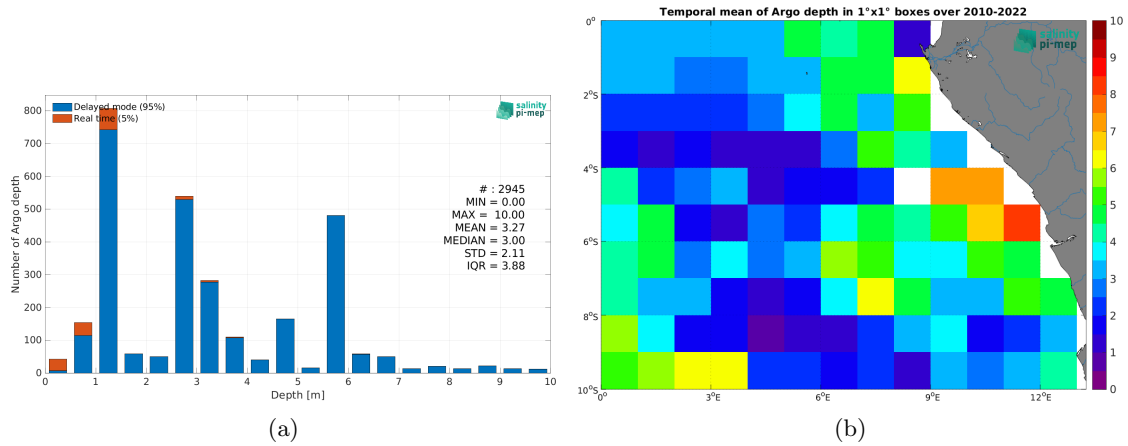 Delayed mode (95%)
Real time (5%)
salinity
pi-mep
# : 2945
MIN = 0.00
MAX = 10.00
MEAN = 3.27
MEDIAN = 3.00
STD = 2.11
IQR = 3.88
Number of Argo depth
800
700
600
500
400
300
200
100
0
0 1 2 3 4 5 6 7 8 9 10
Depth [m]
(a)
Temporal mean of Argo depth in 1°x1° boxes over 2010-2022
salinity
pi-mep
0°
2°S
4°S
6°S
8°S
10°S
0° 3°E 6°E 9°E 12°E
10
9
8
7
6
5
4
3
2
1
0
(b)